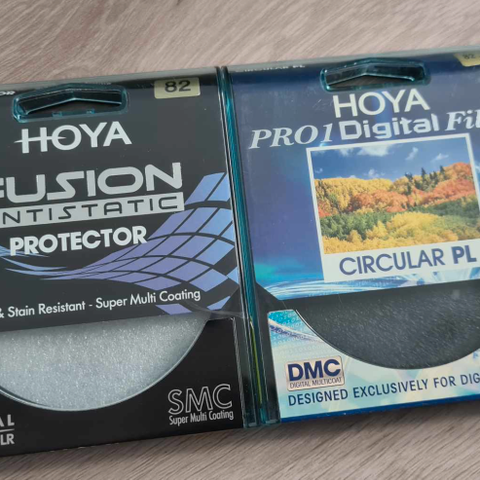 82
HOYA
FUSION
ANTISTATIC
PROTECTOR
& Stain Resistant - Super Multi Coating
SMC
Super Multi Coating
HOYA
PRO1 Digital
CIRCULAR PL
DMC
DIGITAL MULTICOAT
DESIGNED EXCLUSIVELY FOR